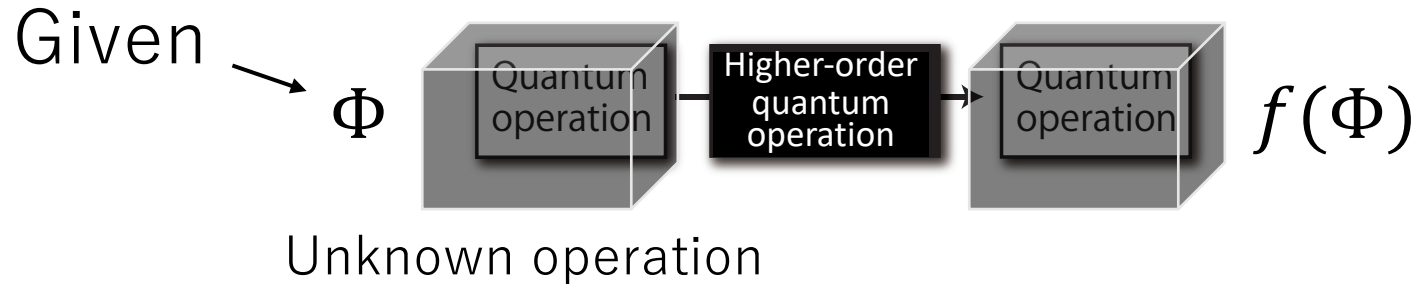 Given
Φ
Quantum
operation
Higher-order
quantum
operation
Quantum
operation
f(Φ)
Unknown operation